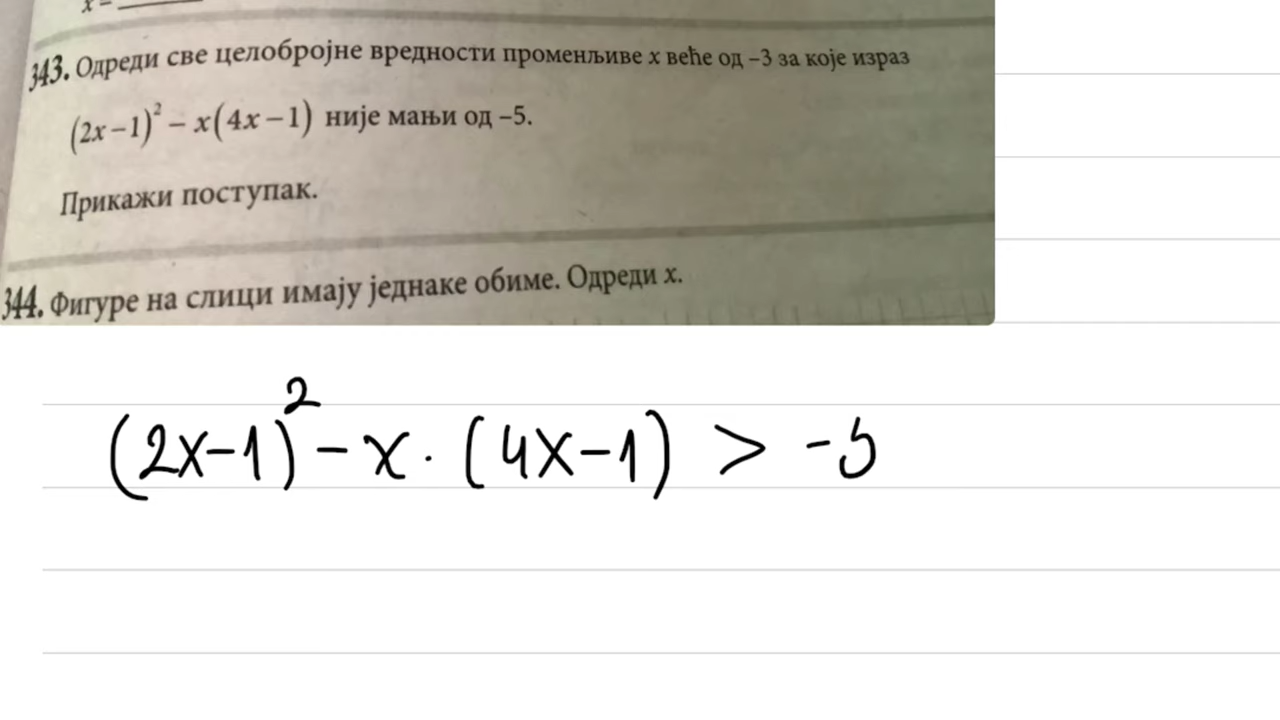 x = ____
343. Одреди све целобројне вредности променљиве x веће од –3 за које израз
(2x – 1)² – x(4x – 1) није мањи од –5.
Прикажи поступак.
344. Фигуре на слици имају једнаке обиме. Одреди x.
(2x-1)² - x · (4x-1) > -5